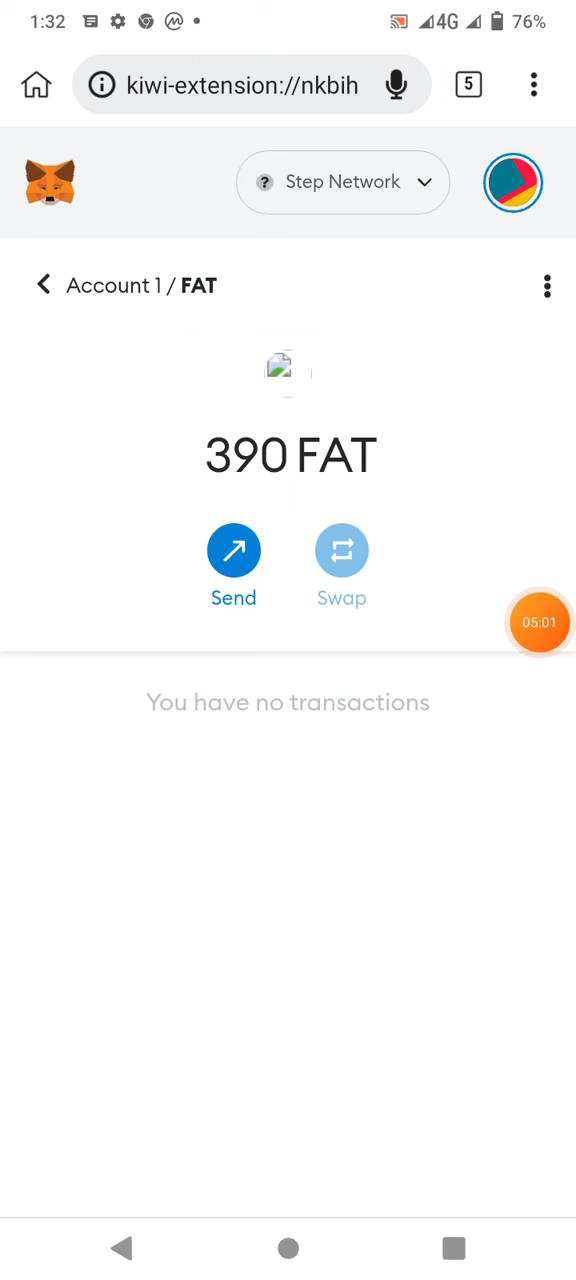 1:32 4G 76%
kiwi-extension://nkbih 5
? Step Network
Account 1 / FAT
390 FAT
Send Swap
05:01
You have no transactions